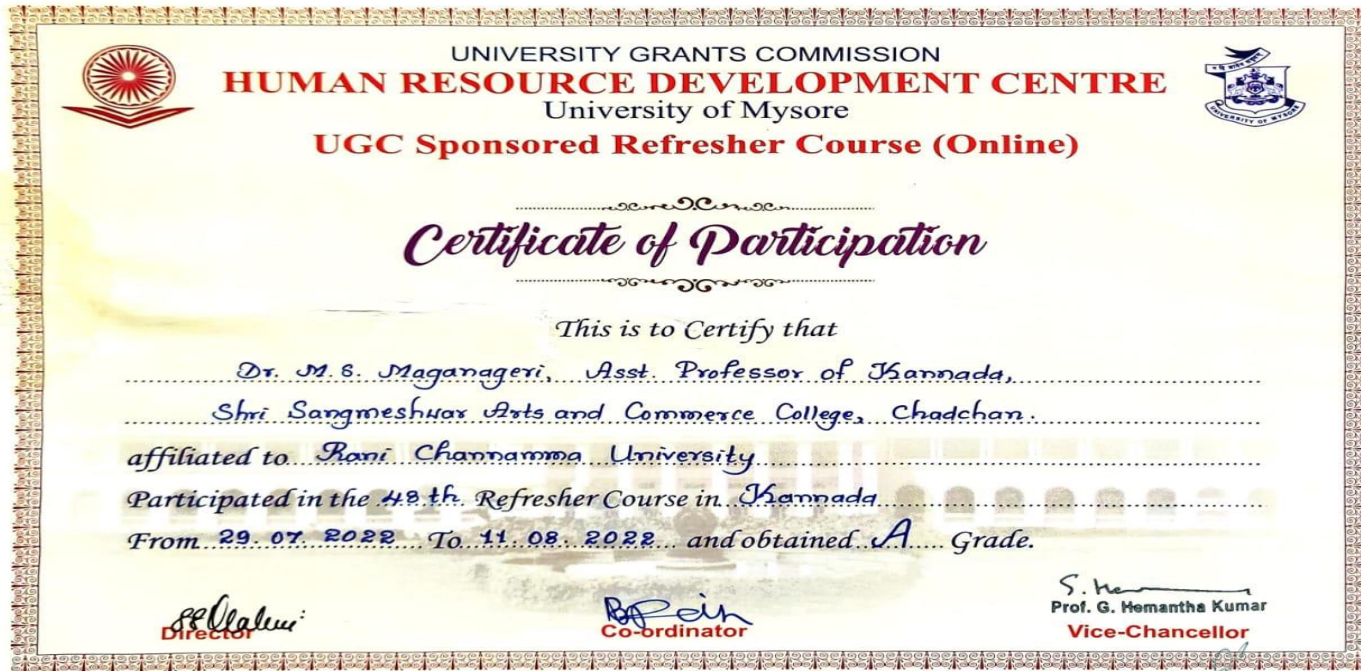 UNIVERSITY GRANTS COMMISSION
HUMAN RESOURCE DEVELOPMENT CENTRE
University of Mysore
UGC Sponsored Refresher Course (Online)
UNIVERSITY OF MYSORE
Certificate of Participation
This is to Certify that
Dr. M. S. Maganageri, Asst. Professor of Kannada,
Shri Sangmeshwar Arts and Commerce College, Chadchan.
affiliated to Rani Channamma University
Participated in the 48th Refresher Course in Kannada
From 29.07.2022 To 11.08.2022 and obtained A Grade.
Prof. G. Hemantha Kumar
Director Co-ordinator Vice-Chancellor